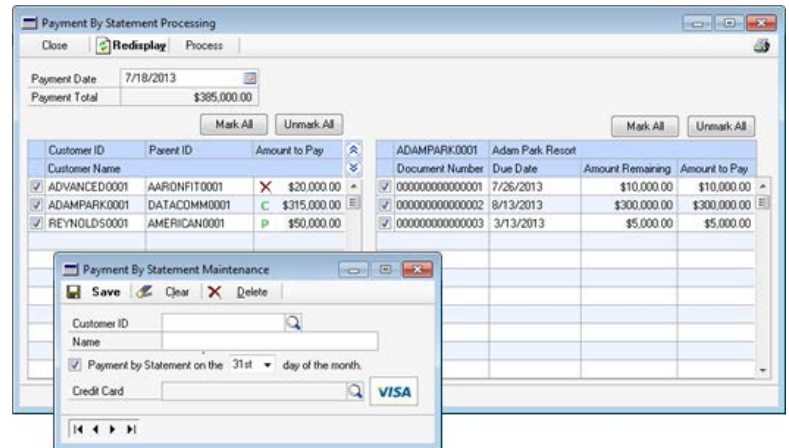 Payment By Statement Processing
Close Redisplay Process
Payment Date 7/18/2013
Payment Total $385,000.00
Mark All Unmark All
Customer ID Parent ID Amount to Pay
Customer Name
ADVANCED0001 AARONFIT0001 X $20,000.00
ADAMPARK0001 DATACOMM0001 C $315,000.00
REYNOLDS0001 AMERICAN0001 P $50,000.00
Mark All Unmark All
ADAMPARK0001 Adam Park Resort
Document Number Due Date Amount Remaining Amount to Pay
000000000000001 7/26/2013 $10,000.00 $10,000.00
000000000000002 8/13/2013 $300,000.00 $300,000.00
000000000000003 3/13/2013 $5,000.00 $5,000.00
Payment By Statement Maintenance
Save Clear Delete
Customer ID
Name
Payment by Statement on the 31st day of the month.
Credit Card VISA